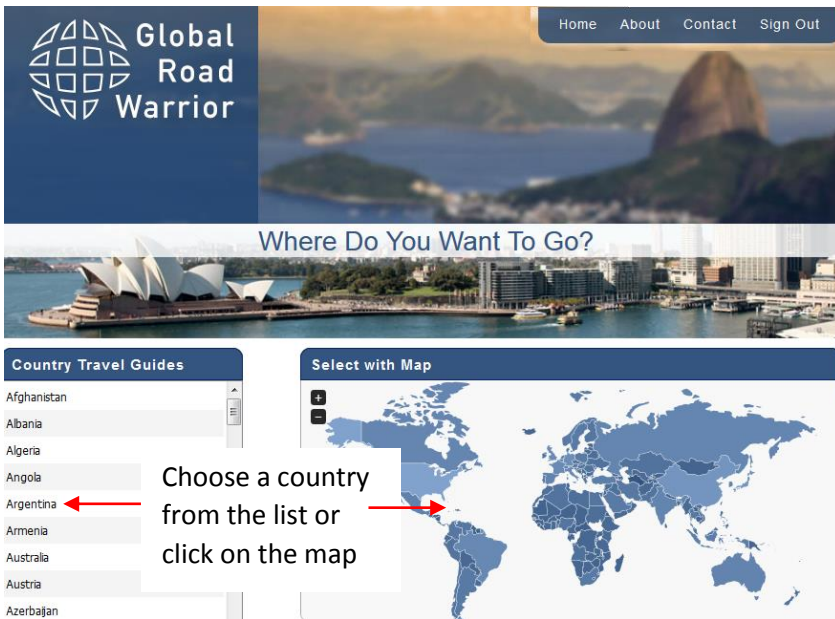 Global
Road
Warrior
Home About Contact Sign Out
Where Do You Want To Go?
Country Travel Guides
Afghanistan
Albania
Algeria
Angola
Argentina
Armenia
Australia
Austria
Azerbaijan
Select with Map
+
-
Choose a country
from the list or
click on the map